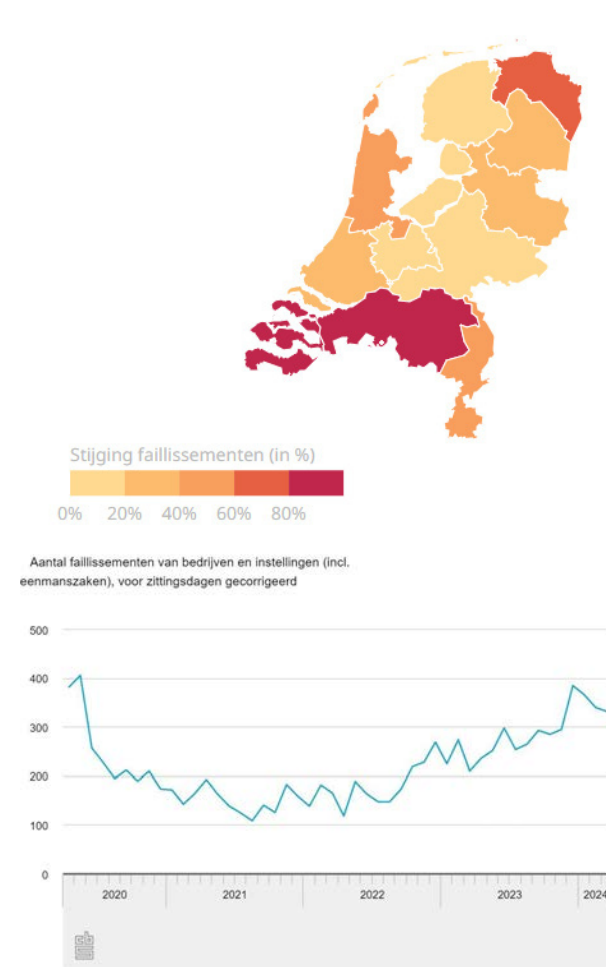 Stijging faillissementen (in %)
0% 20% 40% 60% 80%
Aantal faillissementen van bedrijven en instellingen (incl.
eenmanszaken), voor zittingsdagen gecorrigeerd
500
400
300
200
100
0
2020 2021 2022 2023 2024